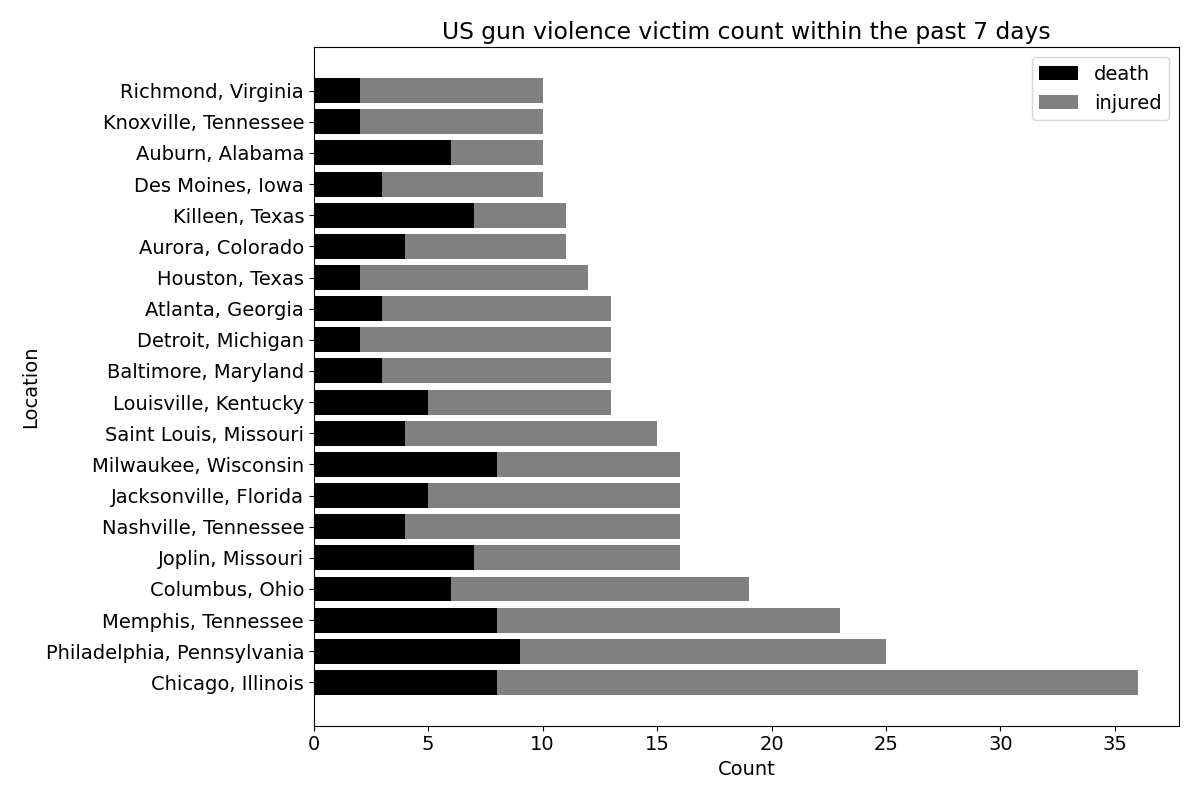 US gun violence victim count within the past 7 days
death
injured
Richmond, Virginia
Knoxville, Tennessee
Auburn, Alabama
Des Moines, Iowa
Killeen, Texas
Aurora, Colorado
Houston, Texas
Atlanta, Georgia
Detroit, Michigan
Baltimore, Maryland
Louisville, Kentucky
Saint Louis, Missouri
Milwaukee, Wisconsin
Jacksonville, Florida
Nashville, Tennessee
Joplin, Missouri
Columbus, Ohio
Memphis, Tennessee
Philadelphia, Pennsylvania
Chicago, Illinois
Location
0 5 10 15 20 25 30 35
Count